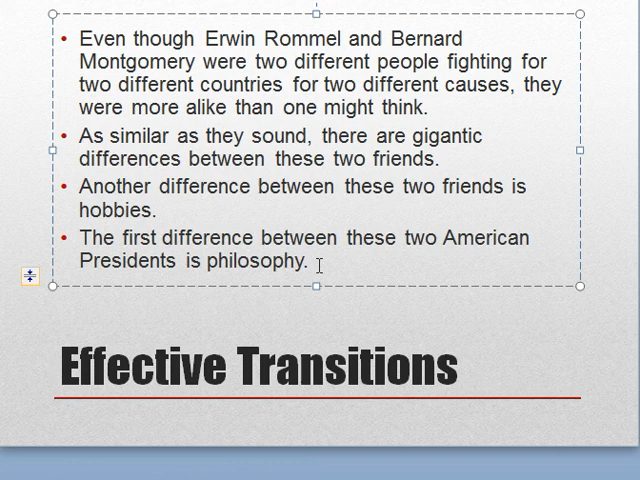 • Even though Erwin Rommel and Bernard
Montgomery were two different people fighting for
two different countries for two different causes, they
were more alike than one might think.
• As similar as they sound, there are gigantic
differences between these two friends.
• Another difference between these two friends is
hobbies.
• The first difference between these two American
Presidents is philosophy.
Effective Transitions